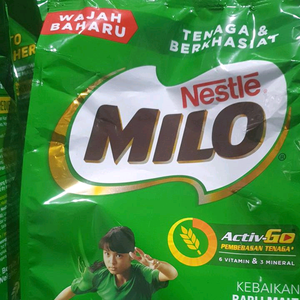 WAJAH
BAHARU
TENAGA &
BERKHASIAT
Nestlé
MILO
Activ-GO
PEMBEBASAN TENAGA*
6 VITAMIN & 3 MINERAL
KEBAIKAN